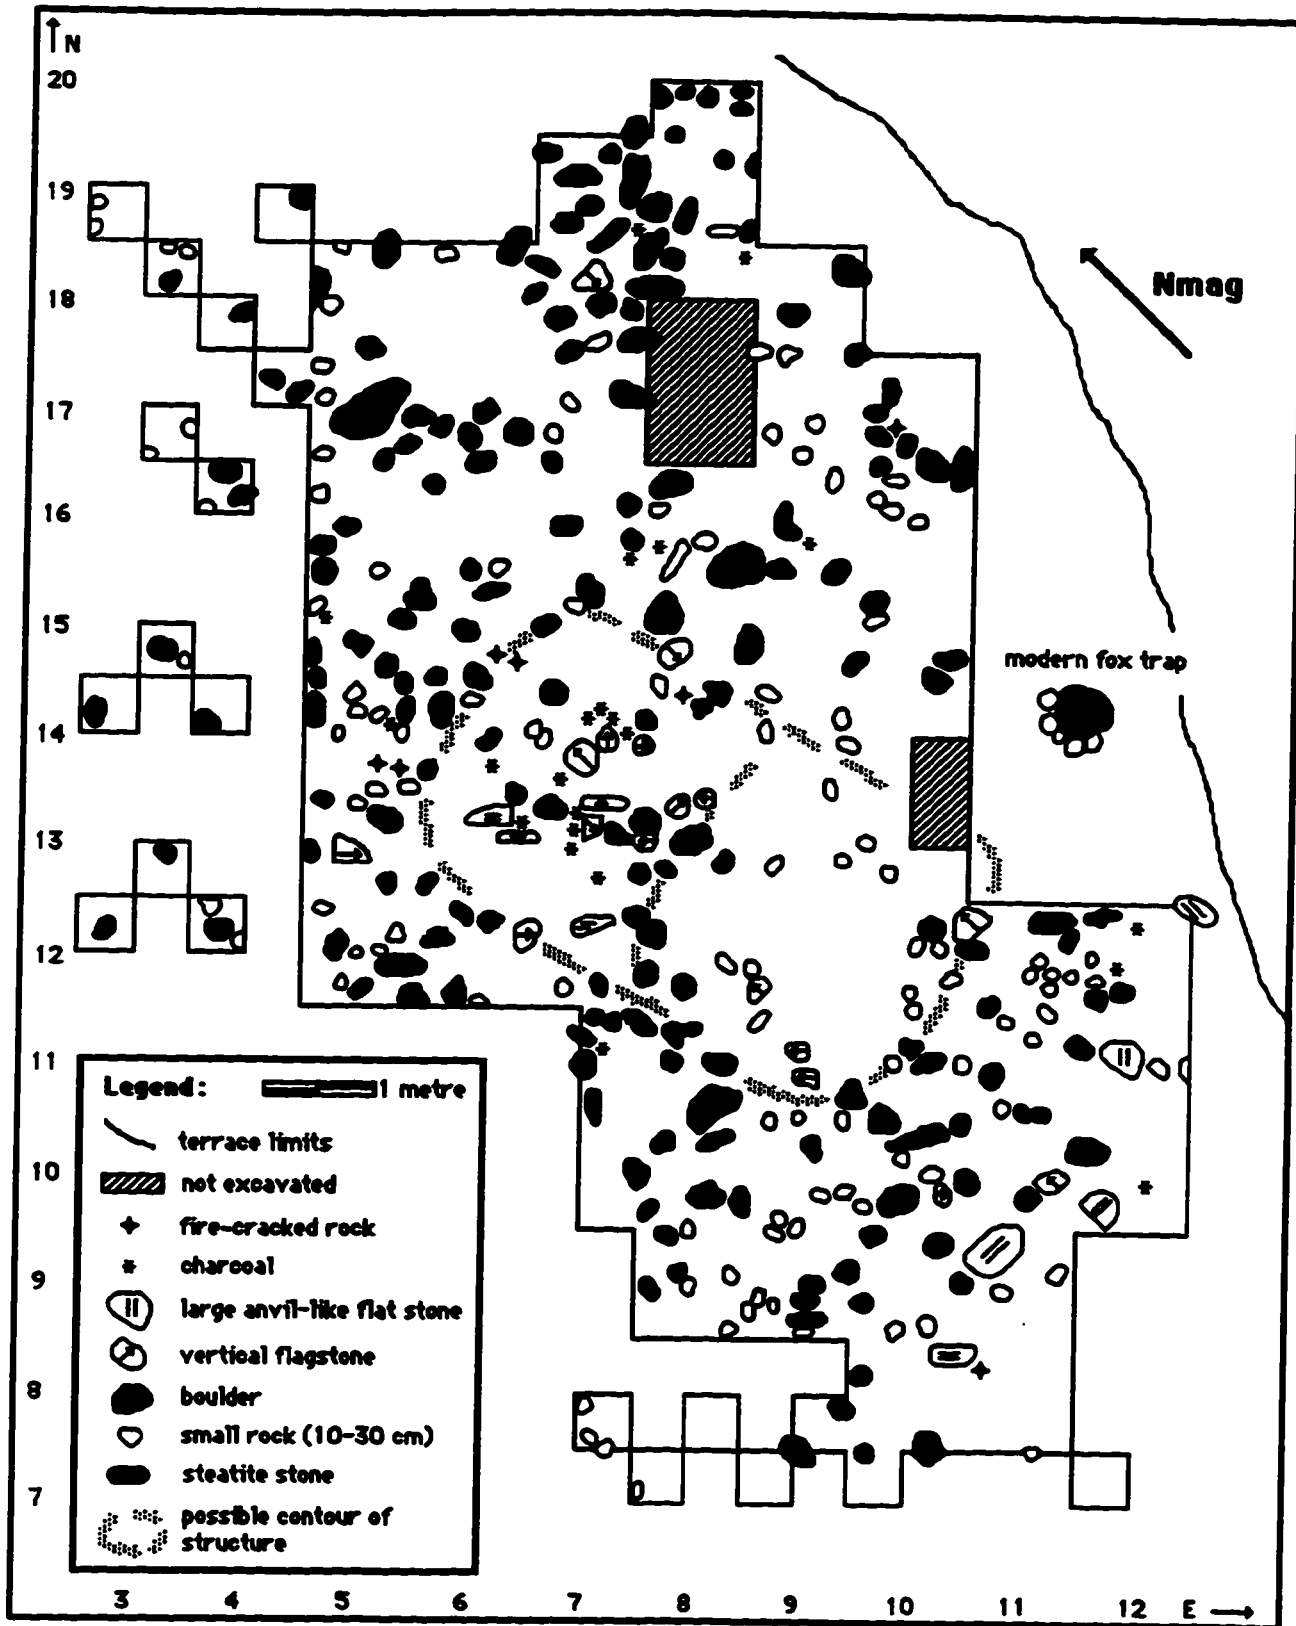 N
20
19
18
17
16
15
14
13
12
11
10
9
8
7
Nmag
modern fox trap
Legend: 1 metre
terrace limits
not excavated
fire-cracked rock
charcoal
large anvil-like flat stone
vertical flagstone
boulder
small rock (10-30 cm)
steatite stone
possible contour of
structure
3 4 5 6 7 8 9 10 11 12 E